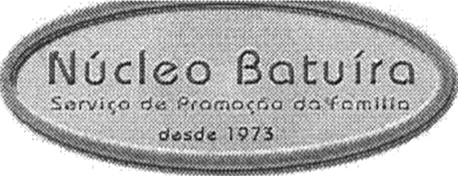 Núcleo Batuíra
Serviço de Promoção da Família
desde 1973